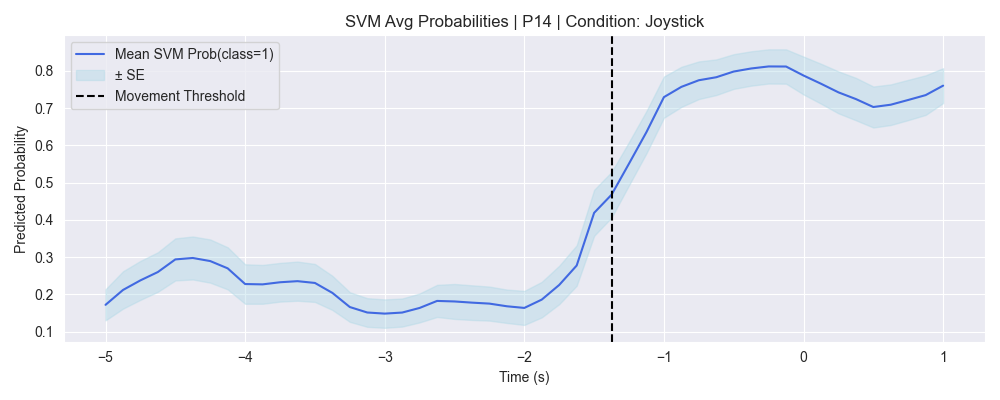 SVM Avg Probabilities | P14 | Condition: Joystick
Mean SVM Prob(class=1)
± SE
Movement Threshold
Predicted Probability
0.8
0.7
0.6
0.5
0.4
0.3
0.2
0.1
−5
−4
−3
−2
−1
0
1
Time (s)